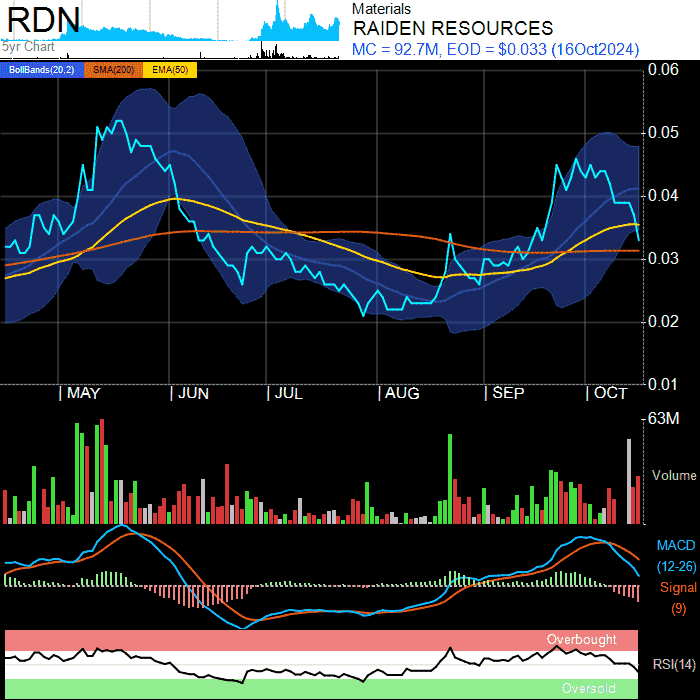 RDN
5yr Chart
Materials
RAIDEN RESOURCES
MC = 92.7M, EOD = $0.033 (16Oct2024)
BollBands(20,2) SMA(200) EMA(50)
0.06
0.05
0.04
0.03
0.02
0.01
| MAY | JUN | JUL | AUG | SEP | OCT
63M
Volume
MACD
(12-26)
Signal
(9)
Overbought
RSI(14)
Oversold